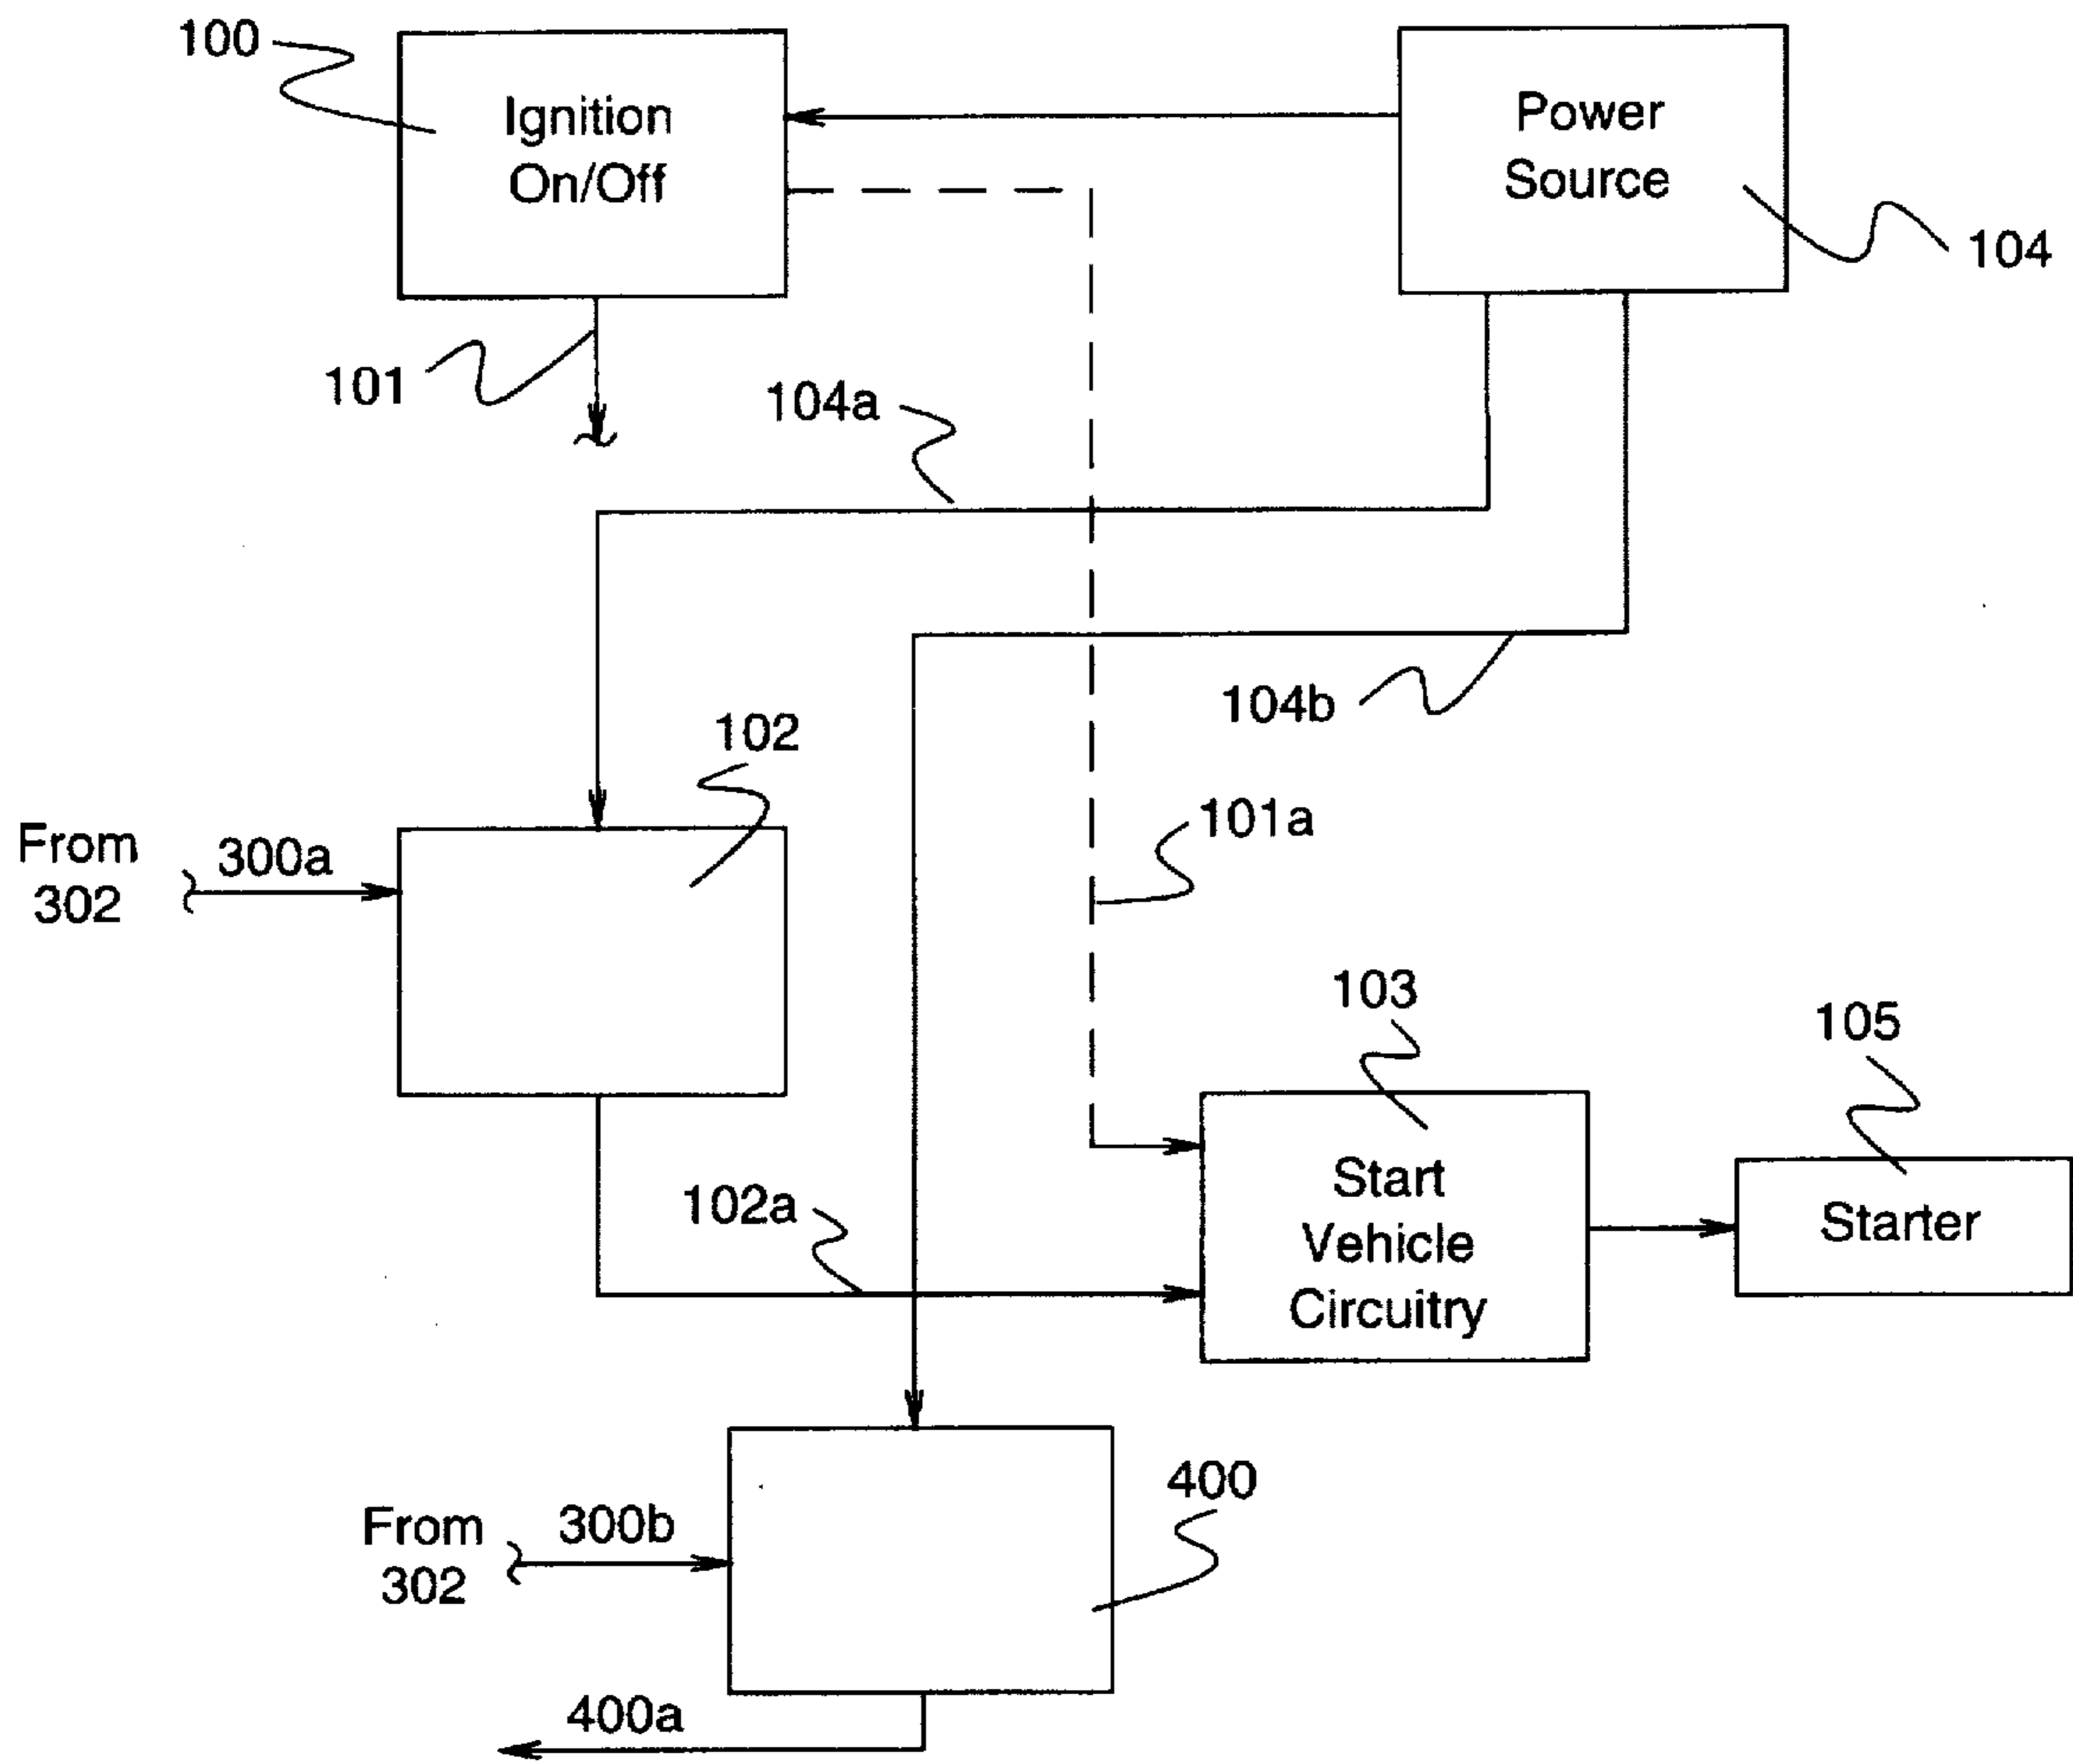 100
Ignition
On/Off
Power
Source
104
101
104a
104b
102
101a
From
302
300a
103
105
102a
Start
Vehicle
Circuitry
Starter
400
From
302
300b
400a